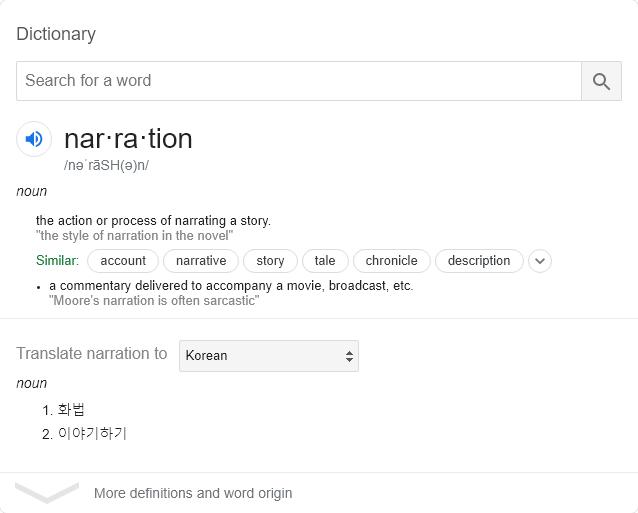 Dictionary
Search for a word
nar·ra·tion
/nəˈrāSH(ə)n/
noun
the action or process of narrating a story.
"the style of narration in the novel"
Similar: account narrative story tale chronicle description
• a commentary delivered to accompany a movie, broadcast, etc.
"Moore's narration is often sarcastic"
Translate narration to Korean
noun
1. 화법
2. 이야기하기
More definitions and word origin